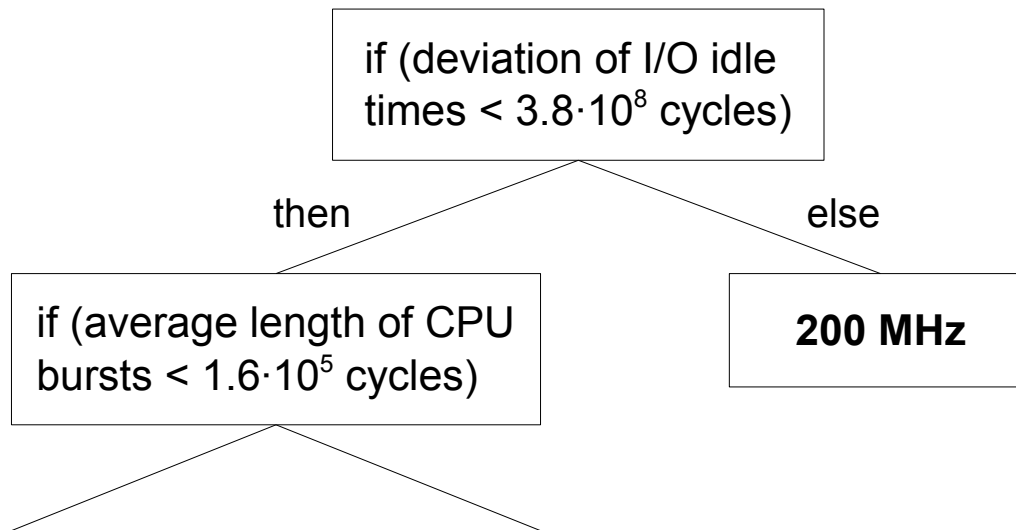 if (deviation of I/O idle
times < 3.8·10⁸ cycles)
then
else
if (average length of CPU
bursts < 1.6·10⁵ cycles)
200 MHz